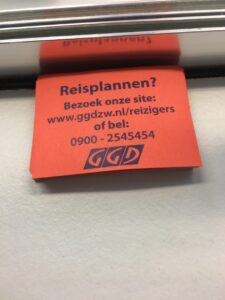 Reisplannen?
Bezoek onze site:
www.ggdzw.nl/reizigers
of bel:
0900 - 2545454
GGD